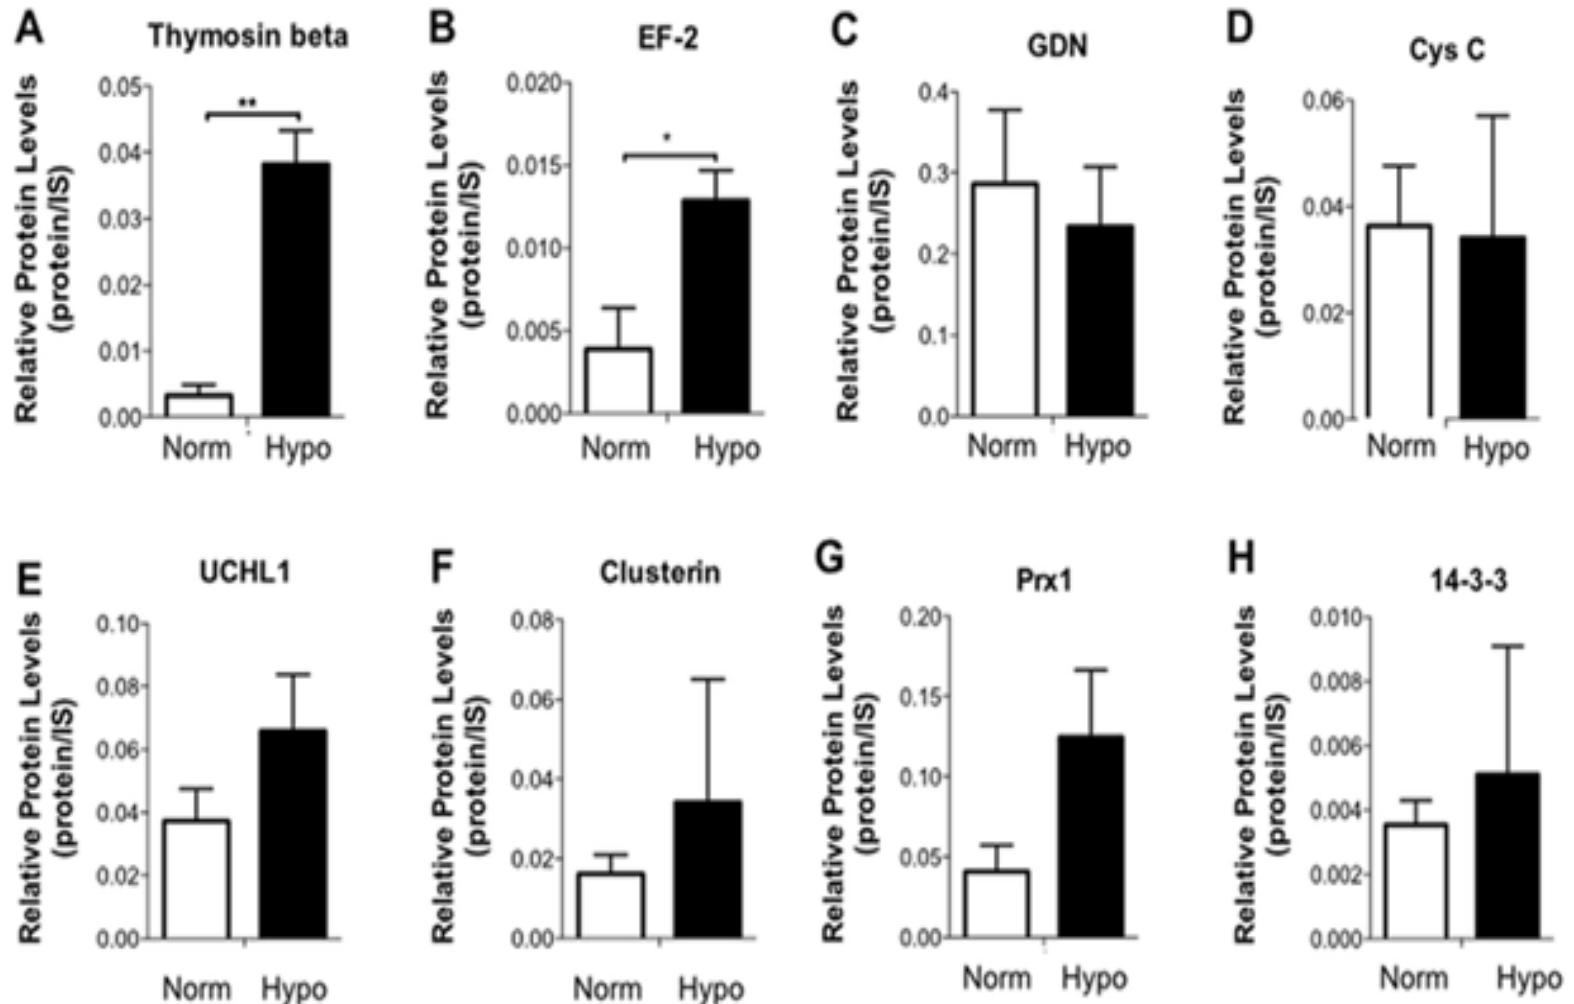 A
Thymosin beta
Relative Protein Levels
(protein/IS)
0.05
0.04
0.03
0.02
0.01
0.00
**
Norm Hypo
B
EF-2
Relative Protein Levels
(protein/IS)
0.020
0.015
0.010
0.005
0.000
*
Norm Hypo
C
GDN
Relative Protein Levels
(protein/IS)
0.4
0.3
0.2
0.1
0.0
Norm Hypo
D
Cys C
Relative Protein Levels
(protein/IS)
0.06
0.04
0.02
0.00
Norm Hypo
E
UCHL1
Relative Protein Levels
(protein/IS)
0.10
0.08
0.06
0.04
0.02
0.00
Norm Hypo
F
Clusterin
Relative Protein Levels
(protein/IS)
0.08
0.06
0.04
0.02
0.00
Norm Hypo
G
Prx1
Relative Protein Levels
(protein/IS)
0.20
0.15
0.10
0.05
0.00
Norm Hypo
H
14-3-3
Relative Protein Levels
(protein/IS)
0.010
0.008
0.006
0.004
0.002
0.000
Norm Hypo